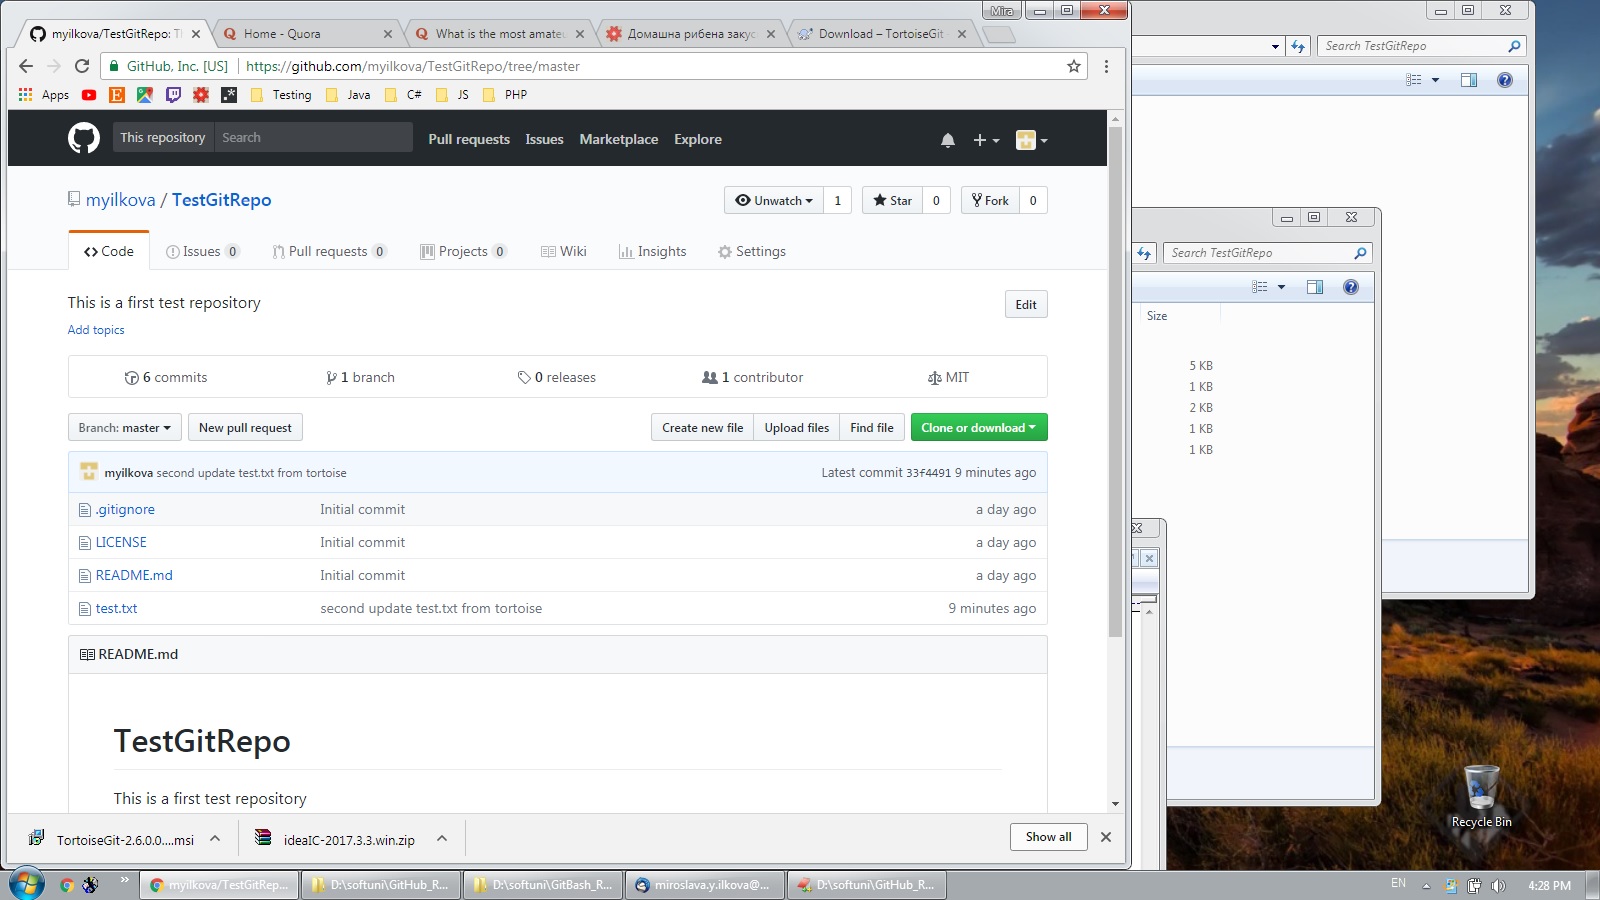 Mira
myilkova/TestGitRepo: Th
Home - Quora
What is the most amateu
Домашна рибена закус
Download – TortoiseGit
GitHub, Inc. [US]
https://github.com/myilkova/TestGitRepo/tree/master
Apps
Testing
Java
C#
JS
PHP
This repository
Search
Pull requests
Issues
Marketplace
Explore
myilkova / TestGitRepo
Unwatch 1
Star 0
Fork 0
Code
Issues 0
Pull requests 0
Projects 0
Wiki
Insights
Settings
This is a first test repository
Edit
Add topics
6 commits
1 branch
0 releases
1 contributor
MIT
Branch: master
New pull request
Create new file
Upload files
Find file
Clone or download
myilkova second update test.txt from tortoise
Latest commit 33f4491 9 minutes ago
.gitignore Initial commit a day ago
LICENSE Initial commit a day ago
README.md Initial commit a day ago
test.txt second update test.txt from tortoise 9 minutes ago
README.md
TestGitRepo
This is a first test repository
TortoiseGit-2.6.0.0....msi
ideaIC-2017.3.3.win.zip
Show all
Search TestGitRepo
Search TestGitRepo
Size
5 KB
1 KB
2 KB
1 KB
1 KB
Recycle Bin
myilkova/TestGitRep...
D:\softuni\GitHub_R...
D:\softuni\GitBash_R...
miroslava.y.ilkova@...
D:\softuni\GitHub_R...
EN
4:28 PM